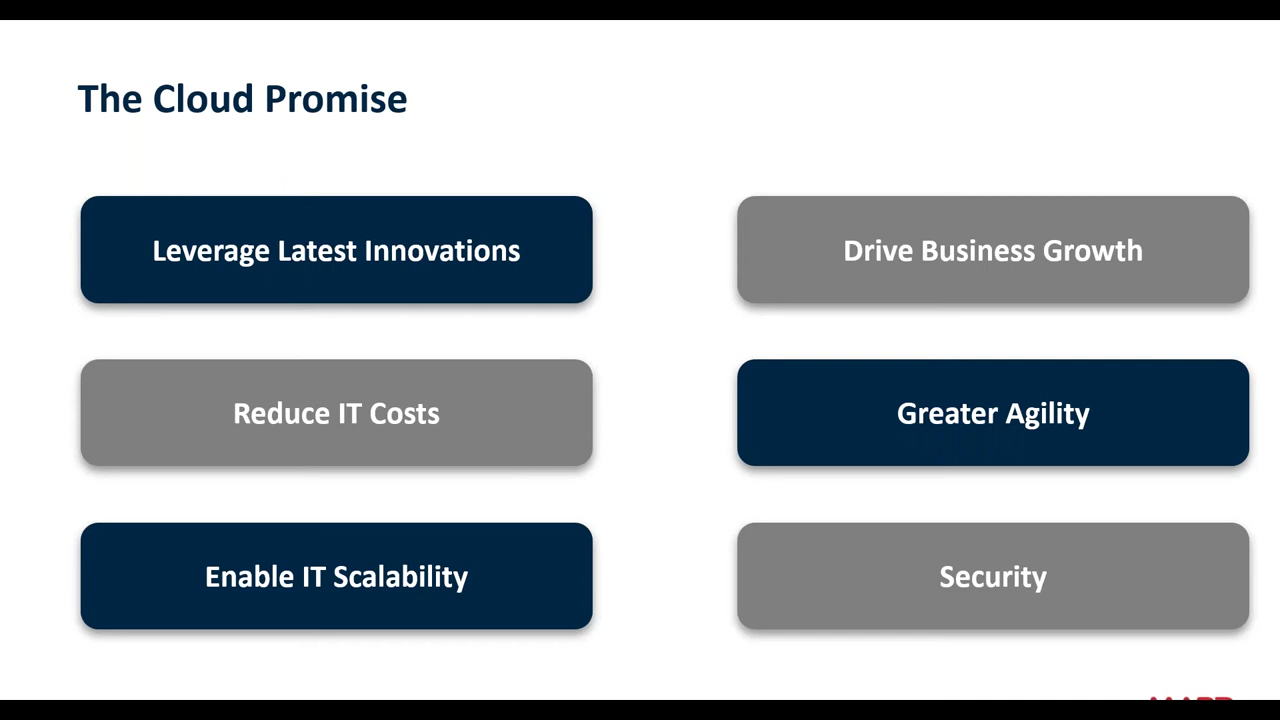 The Cloud Promise
Leverage Latest Innovations
Drive Business Growth
Reduce IT Costs
Greater Agility
Enable IT Scalability
Security